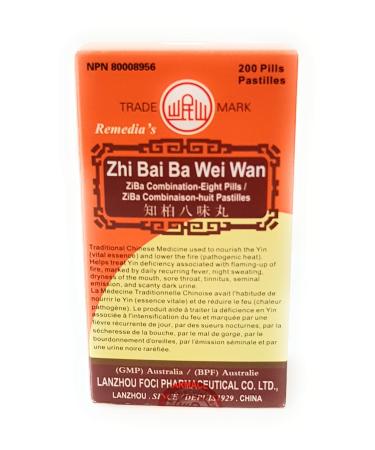 NPN 80008956
200 Pills
Pastilles
TRADE MARK
Remedia's
Zhi Bai Ba Wei Wan
ZiBa Combination-Eight Pills /
ZiBa Combinaison-huit Pastilles
知柏八味丸
Traditional Chinese Medicine used to nourish the Yin
(vital essence) and lower the fire (pathogenic heat).
Helps treat Yin deficiency associated with flaming-up of
fire, marked by daily recurring fever, night sweating,
dryness of the mouth, sore throat, tinnitus, seminal
emission, and scanty dark urine.
La Médecine Traditionnelle Chinoise avait l'habitude de
nourrir le Yin (essence vitale) et de réduire le feu (chaleur
pathogène). Le produit aide à traiter la déficience en Yin
associée à l'intensification du feu et marquée par une
fièvre récurrente de jour, par des sueurs nocturnes, par la
sécheresse de la bouche, par le mal de gorge, par le
bourdonnement d'oreilles, par l'émission séminale et par
une urine noire raréfiée.
(GMP) Australia / (BPF) Australie
LANZHOU FOCI PHARMACEUTICAL CO. LTD.,
LANZHOU . SINCE / DEPUIS 1929 . CHINA